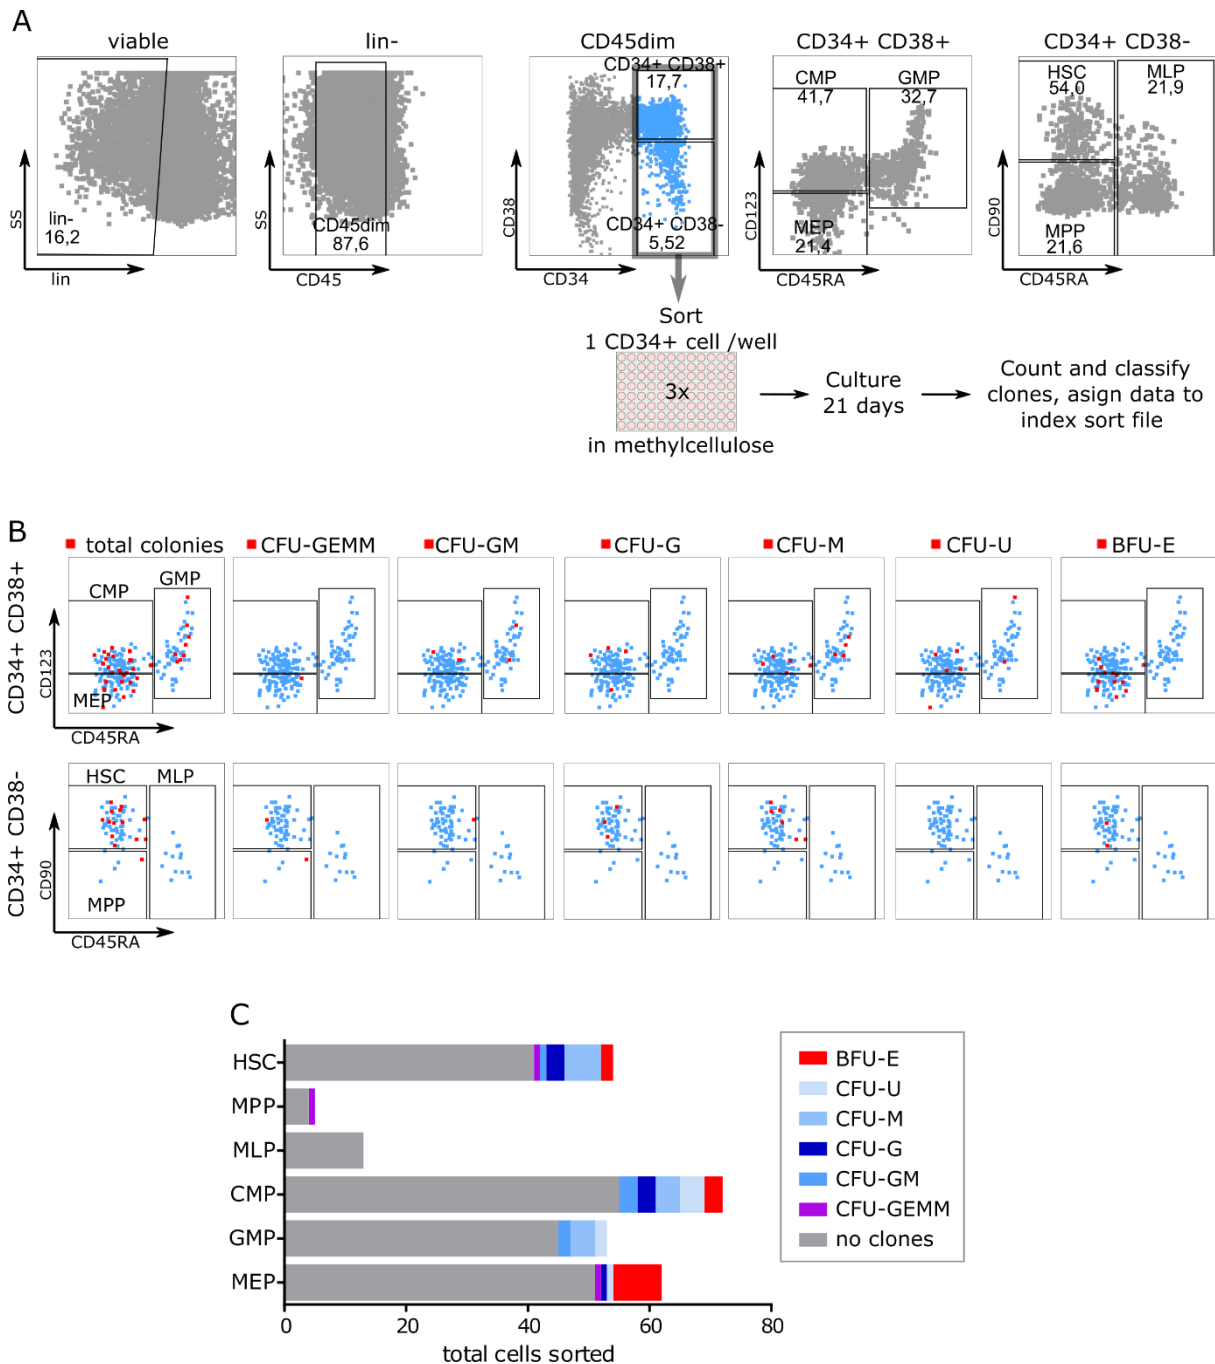 A
viable
lin-
CD45dim
CD34+ CD38+
CD34+ CD38-
SS
lin-
16,2
lin
SS
CD45dim
87,6
CD45
CD38
CD34+ CD38+
17,7
CD34+ CD38-
5,52
CD34
CD123
CMP
41,7
GMP
32,7
MEP
21,4
CD45RA
CD90
HSC
54,0
MLP
21,9
MPP
21,6
CD45RA
Sort
1 CD34+ cell /well
3x
in methylcellulose
Culture
21 days
Count and classify
clones, asign data to
index sort file
B
total colonies
CFU-GEMM
CFU-GM
CFU-G
CFU-M
CFU-U
BFU-E
CD34+ CD38+
CD123
CMP
GMP
MEP
CD45RA
CD34+ CD38-
CD90
HSC
MLP
MPP
CD45RA
C
HSC
MPP
MLP
CMP
GMP
MEP
0
20
40
60
80
total cells sorted
BFU-E
CFU-U
CFU-M
CFU-G
CFU-GM
CFU-GEMM
no clones